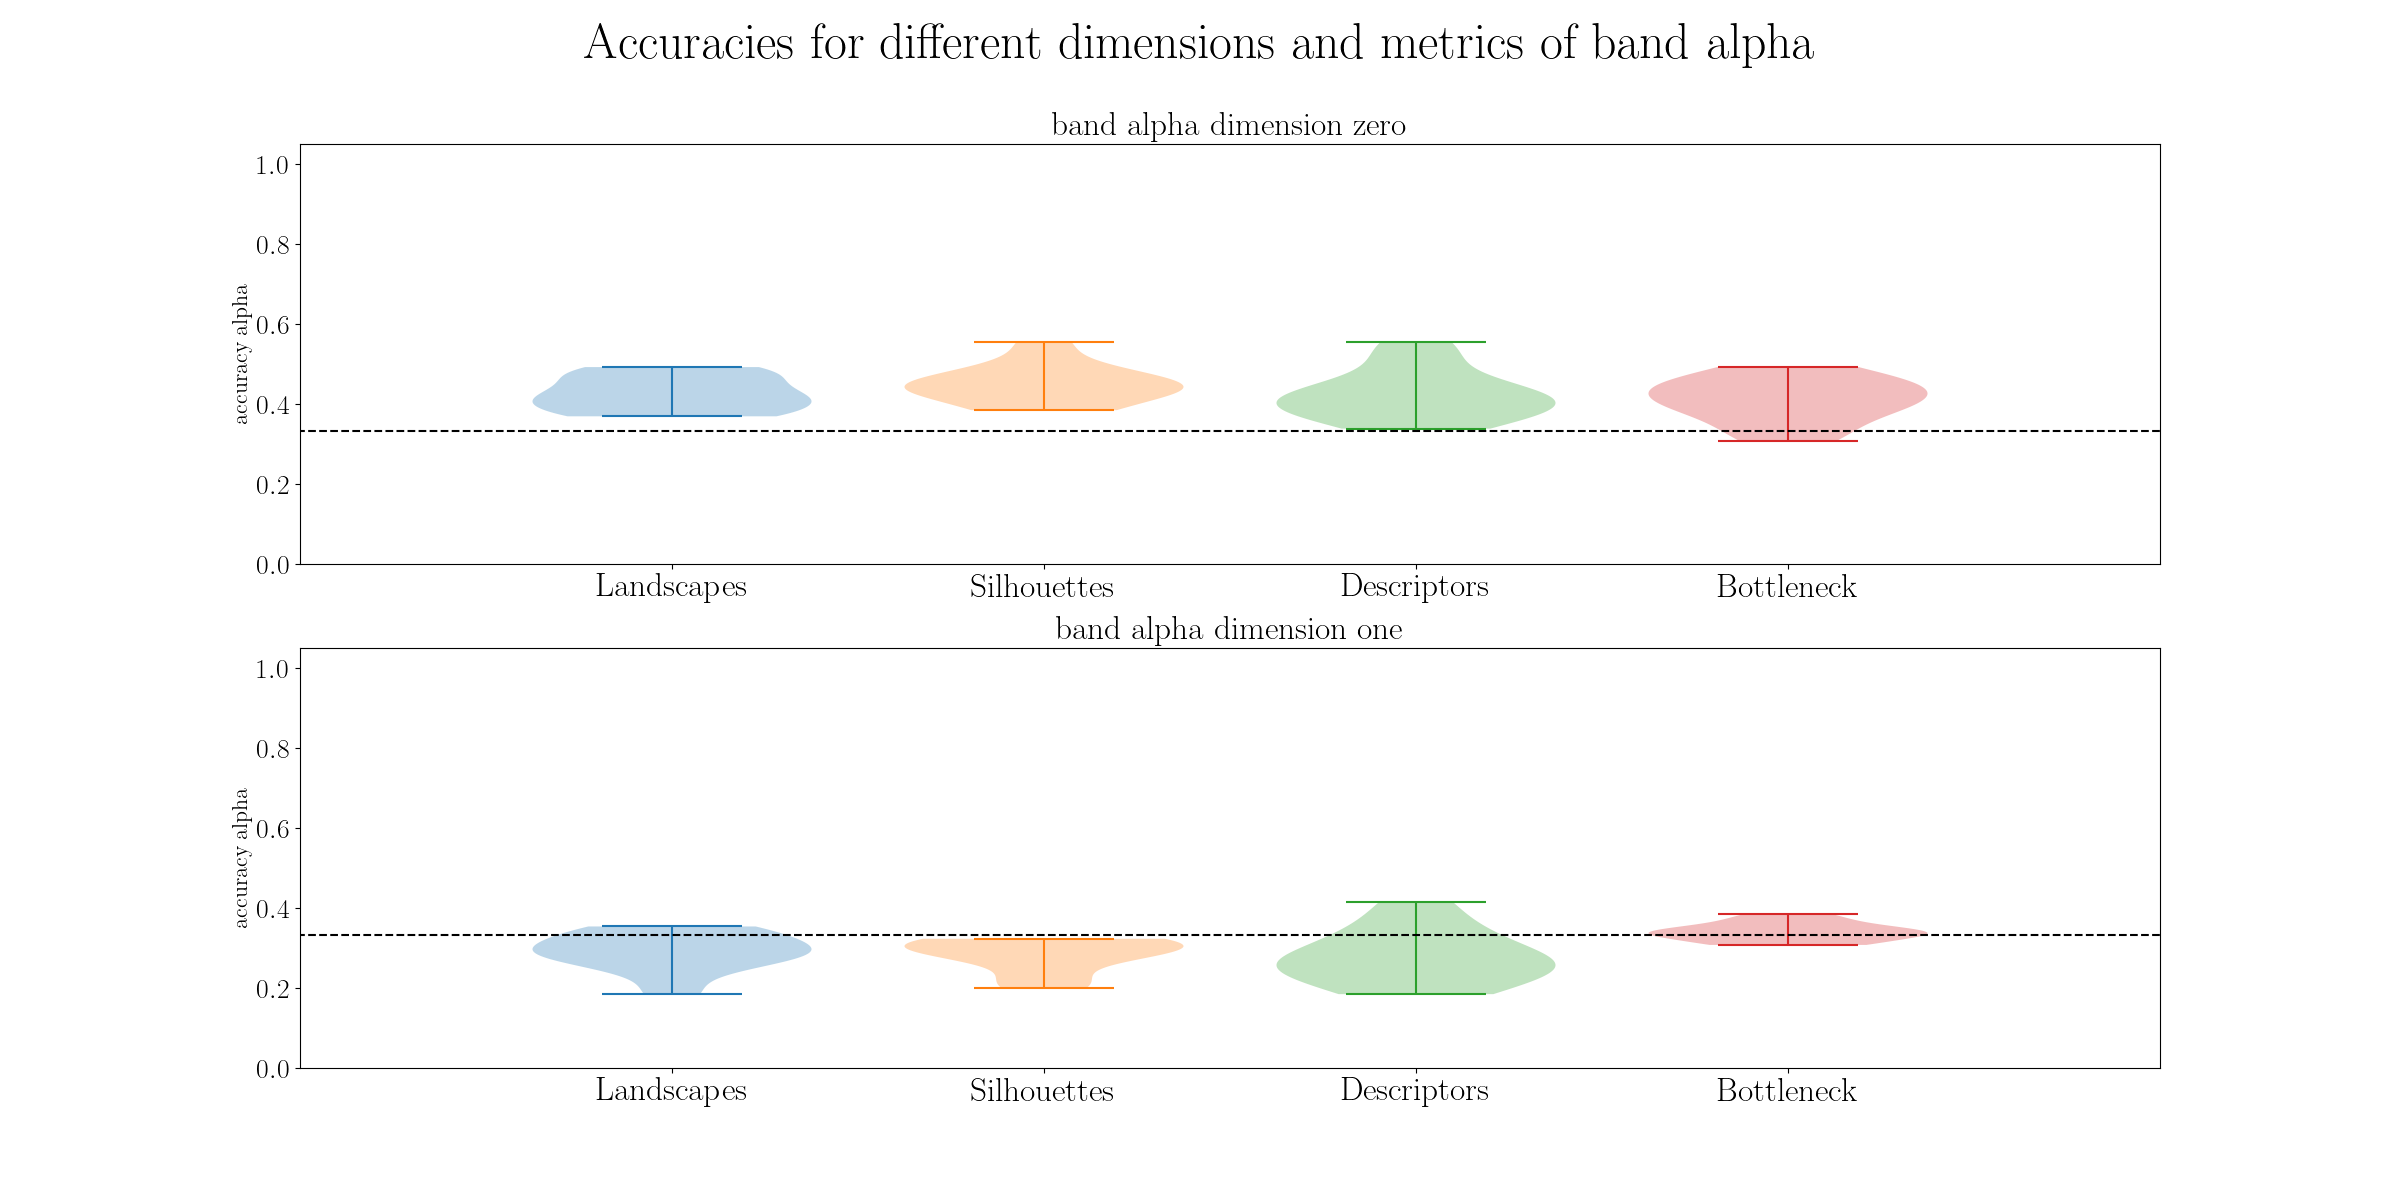 Accuracies for different dimensions and metrics of band alpha
band alpha dimension zero
accuracy alpha
1.0
0.8
0.6
0.4
0.2
0.0
Landscapes Silhouettes Descriptors Bottleneck
band alpha dimension one
accuracy alpha
1.0
0.8
0.6
0.4
0.2
0.0
Landscapes Silhouettes Descriptors Bottleneck